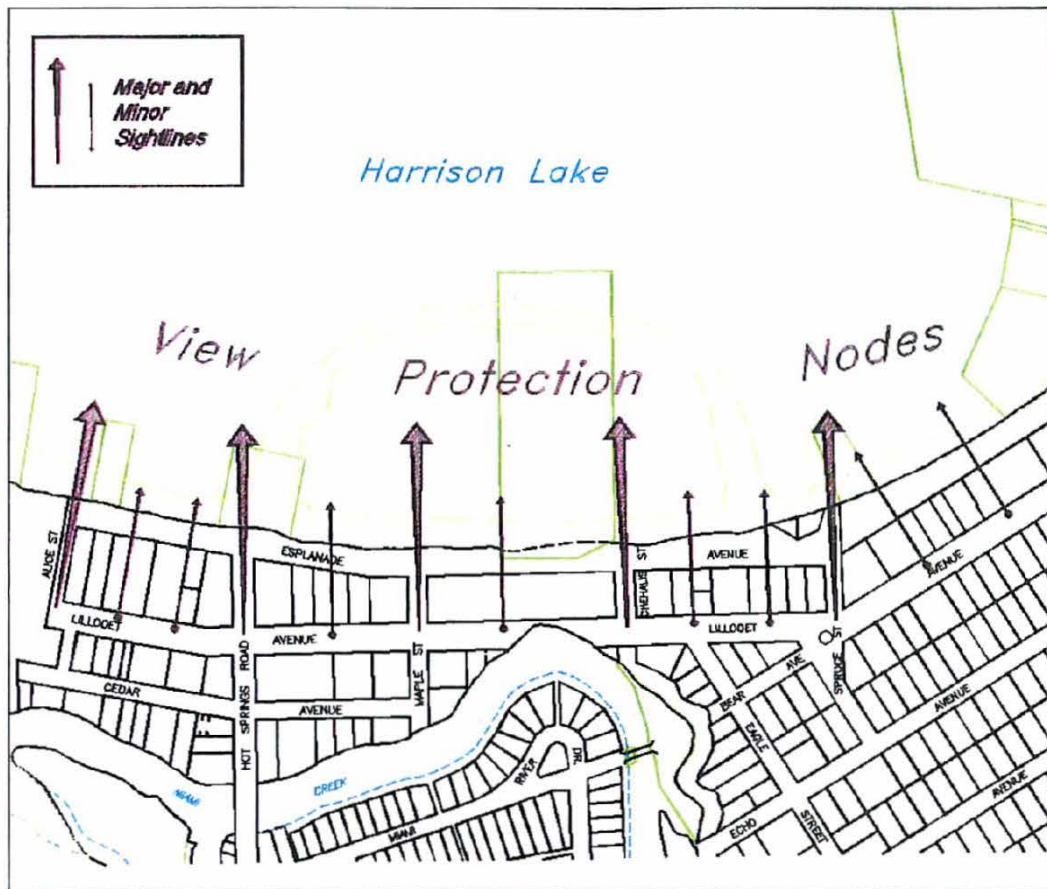 Major and
Minor
Sightlines
Harrison Lake
View
Protection
Nodes
ESPLANADE
AVENUE
ALICE ST
LILLOOET
AVENUE
LILLOOET
AVENUE
CHEHALIS ST
CEDAR
AVENUE
HOT SPRINGS ROAD
MAPLE ST
BEAR AVE
SPRUCE ST
EAGLE
STREET
AVENUE
MIAMI
CREEK
MIAMI
RIVER
DR.
ECHO
AVENUE